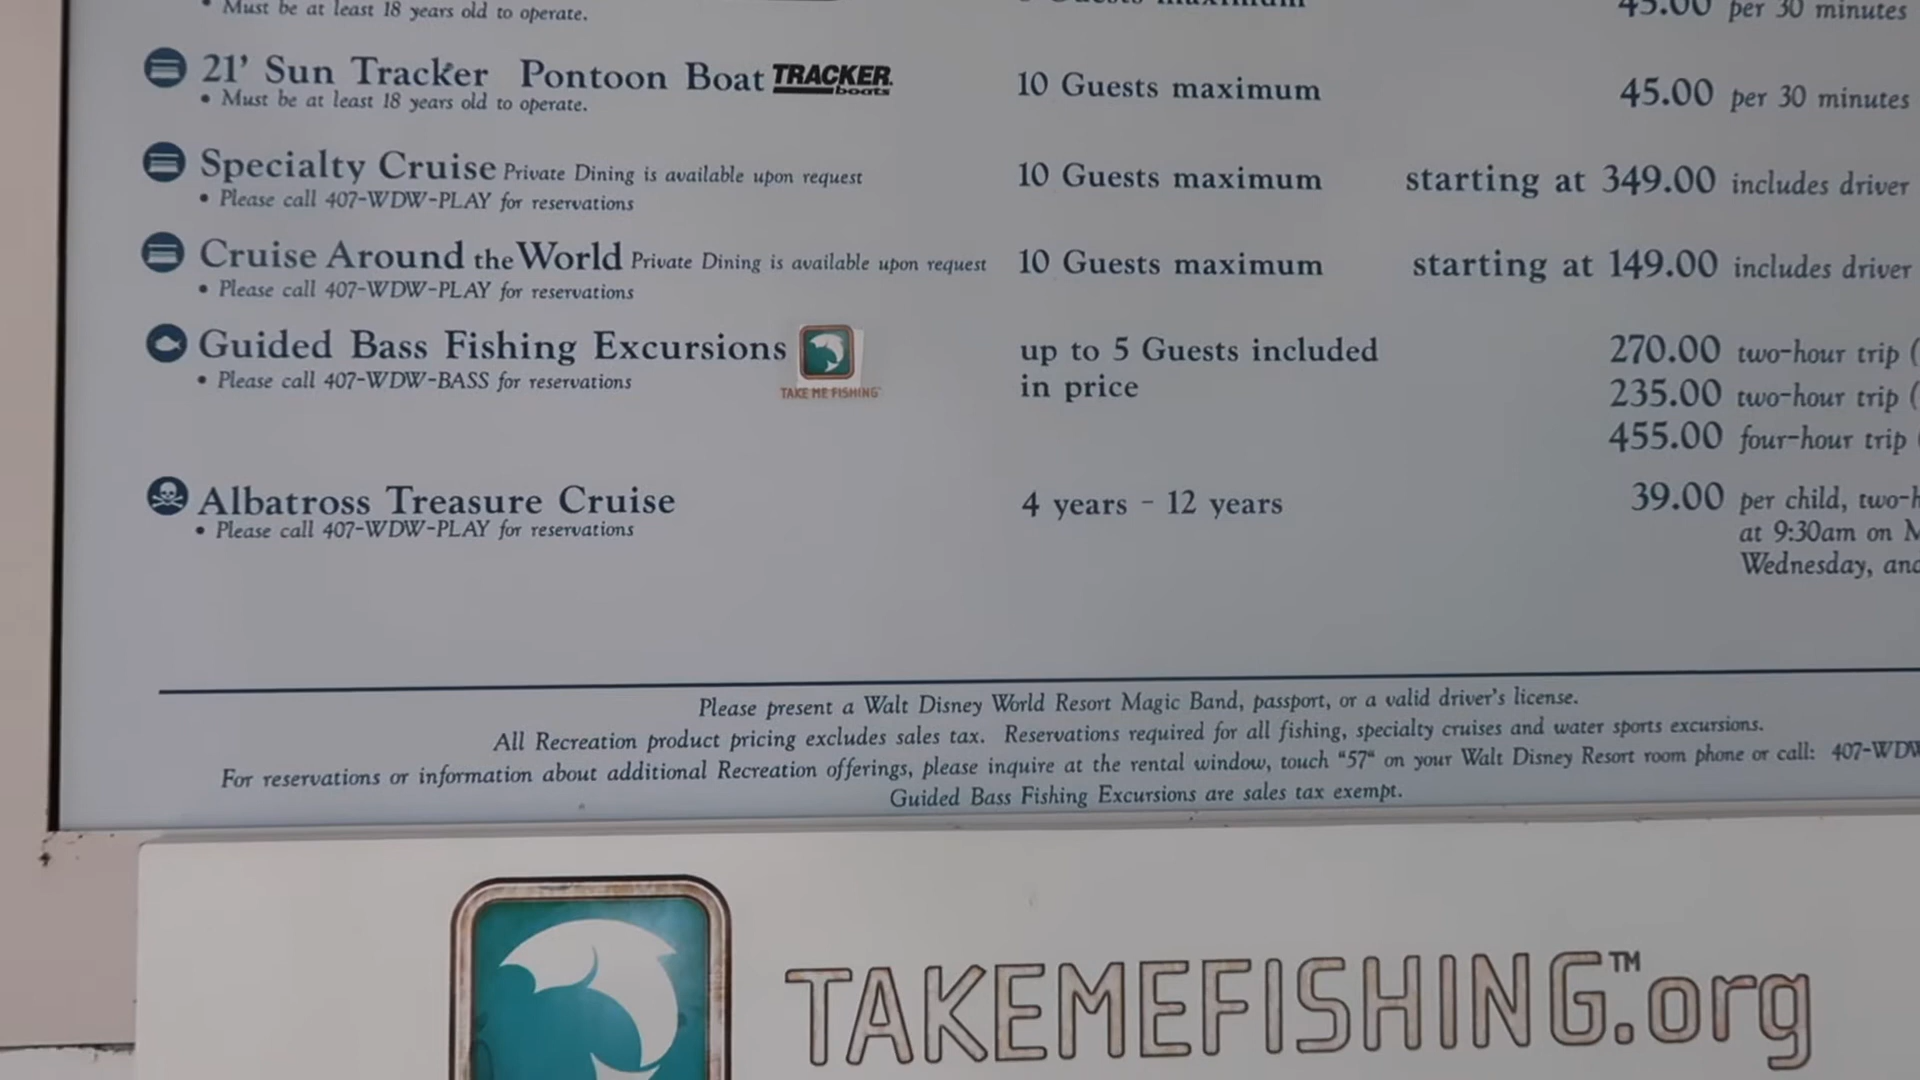 • Must be at least 18 years old to operate.
45.00 per 30 minutes
21' Sun Tracker Pontoon Boat TRACKER boats 10 Guests maximum 45.00 per 30 minutes
• Must be at least 18 years old to operate.
Specialty Cruise Private Dining is available upon request 10 Guests maximum starting at 349.00 includes driver
• Please call 407-WDW-PLAY for reservations
Cruise Around the World Private Dining is available upon request 10 Guests maximum starting at 149.00 includes driver
• Please call 407-WDW-PLAY for reservations
Guided Bass Fishing Excursions TAKE ME FISHING up to 5 Guests included 270.00 two-hour trip (
• Please call 407-WDW-BASS for reservations in price 235.00 two-hour trip (
455.00 four-hour trip
Albatross Treasure Cruise 4 years - 12 years 39.00 per child, two-h
• Please call 407-WDW-PLAY for reservations at 9:30am on M
Wednesday, and
Please present a Walt Disney World Resort Magic Band, passport, or a valid driver's license.
All Recreation product pricing excludes sales tax. Reservations required for all fishing, specialty cruises and water sports excursions.
For reservations or information about additional Recreation offerings, please inquire at the rental window, touch "57" on your Walt Disney Resort room phone or call: 407-WDW
Guided Bass Fishing Excursions are sales tax exempt.
TAKEMEFISHING™.org